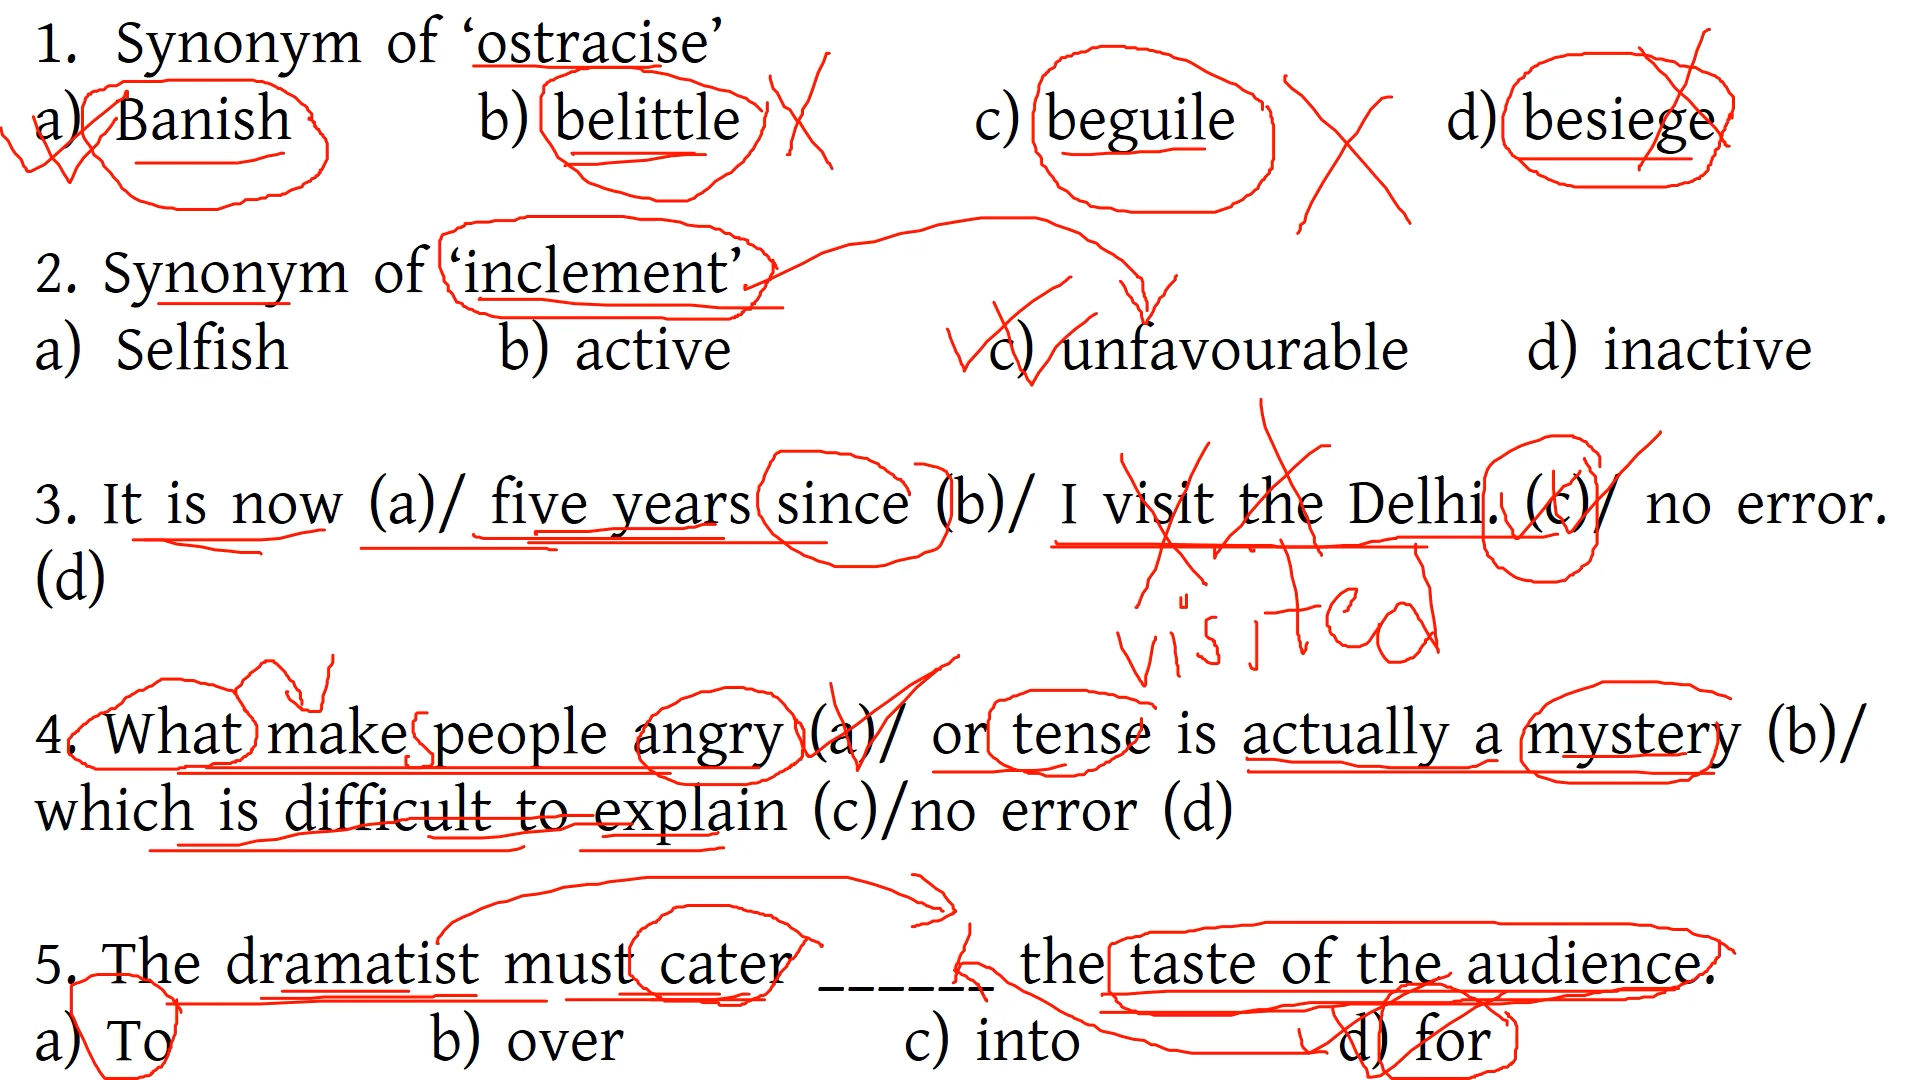 1. Synonym of ‘ostracise’
a) Banish b) belittle c) beguile d) besiege
2. Synonym of ‘inclement’
a) Selfish b) active c) unfavourable d) inactive
3. It is now (a)/ five years since (b)/ I visit the Delhi. (c)/ no error.
(d)
visited
4. What make people angry (a)/ or tense is actually a mystery (b)/
which is difficult to explain (c)/no error (d)
5. The dramatist must cater ______ the taste of the audience.
a) To b) over c) into d) for